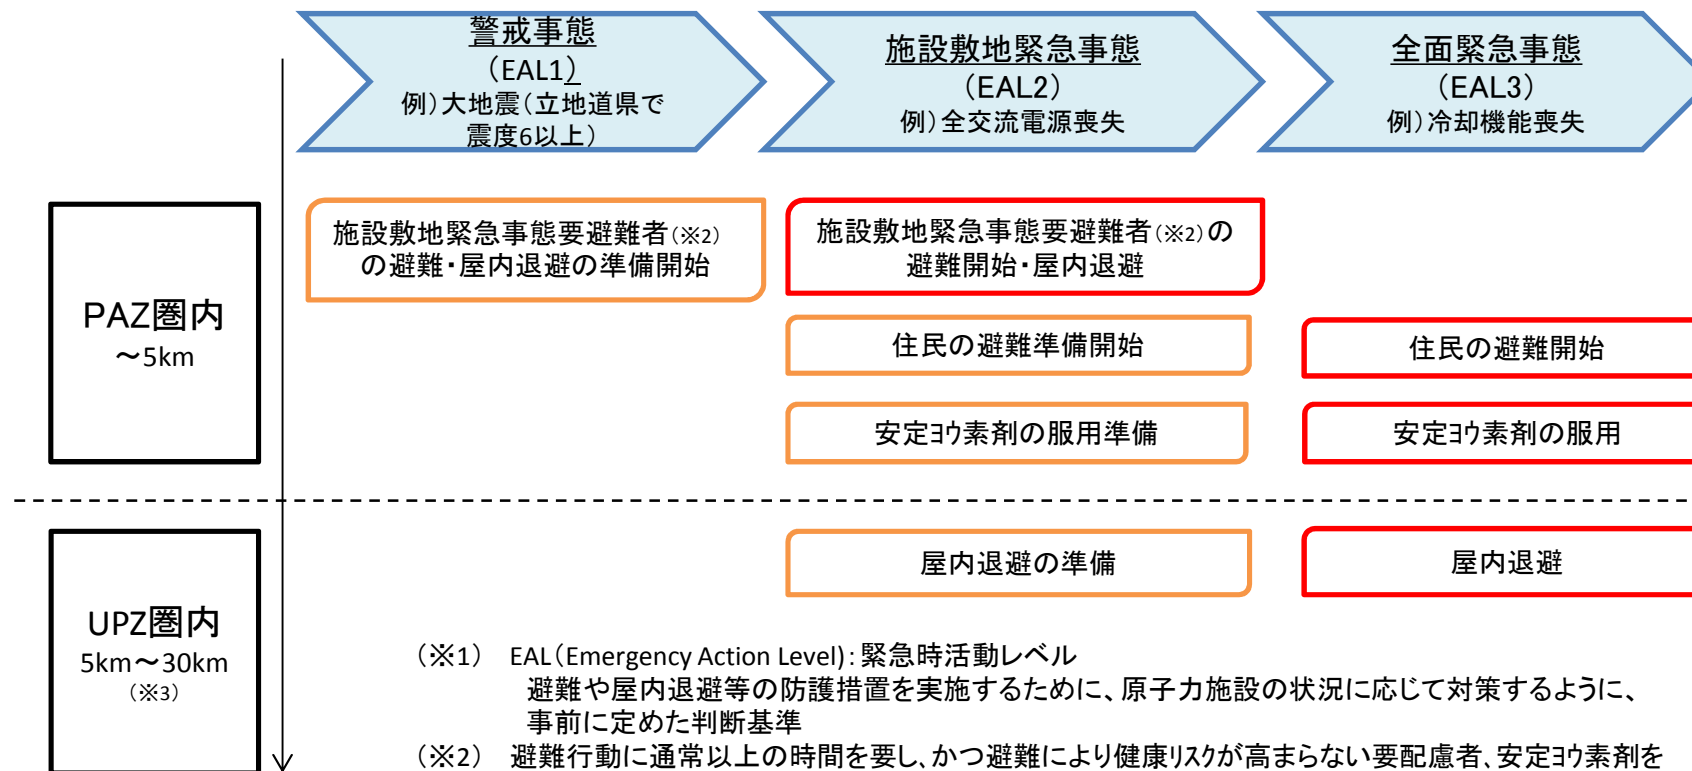 警戒事態
（EAL1）
例）大地震（立地道県で
震度6以上）
施設敷地緊急事態
（EAL2）
例）全交流電源喪失
全面緊急事態
（EAL3）
例）冷却機能喪失
PAZ圏内
～5km
施設敷地緊急事態要避難者（※2）
の避難・屋内退避の準備開始
施設敷地緊急事態要避難者（※2）の
避難開始・屋内退避
住民の避難準備開始
住民の避難開始
安定ﾖｳ素剤の服用準備
安定ﾖｳ素剤の服用
UPZ圏内
5km～30km
（※3）
屋内退避の準備
屋内退避
（※1） EAL（Emergency Action Level）：緊急時活動レベル
避難や屋内退避等の防護措置を実施するために、原子力施設の状況に応じて対策するように、
事前に定めた判断基準
（※2） 避難行動に通常以上の時間を要し、かつ避難により健康ﾘｽｸが高まらない要配慮者、安定ﾖｳ素剤を